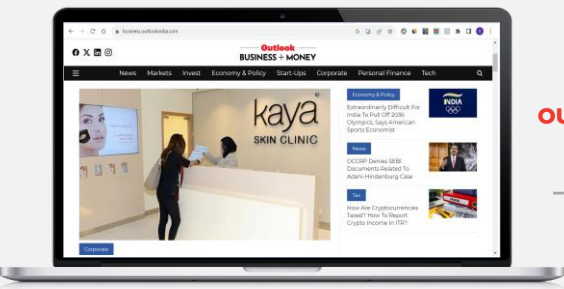 business.outlookindia.com
Outlook
BUSINESS + MONEY
News Markets Invest Economy & Policy Start-Ups Corporate Personal Finance Tech
kaya
SKIN CLINIC
Economy & Policy
Extraordinarily Difficult For
India To Pull Off 2036
Olympics, Says American
Sports Economist
INDIA
News
OCCRP Denies SEBI
Documents Related To
Adani-Hindenburg Case
Tax
How Are Cryptocurrencies
Taxed? How To Report
Crypto Income In ITR?
Corporate
OU